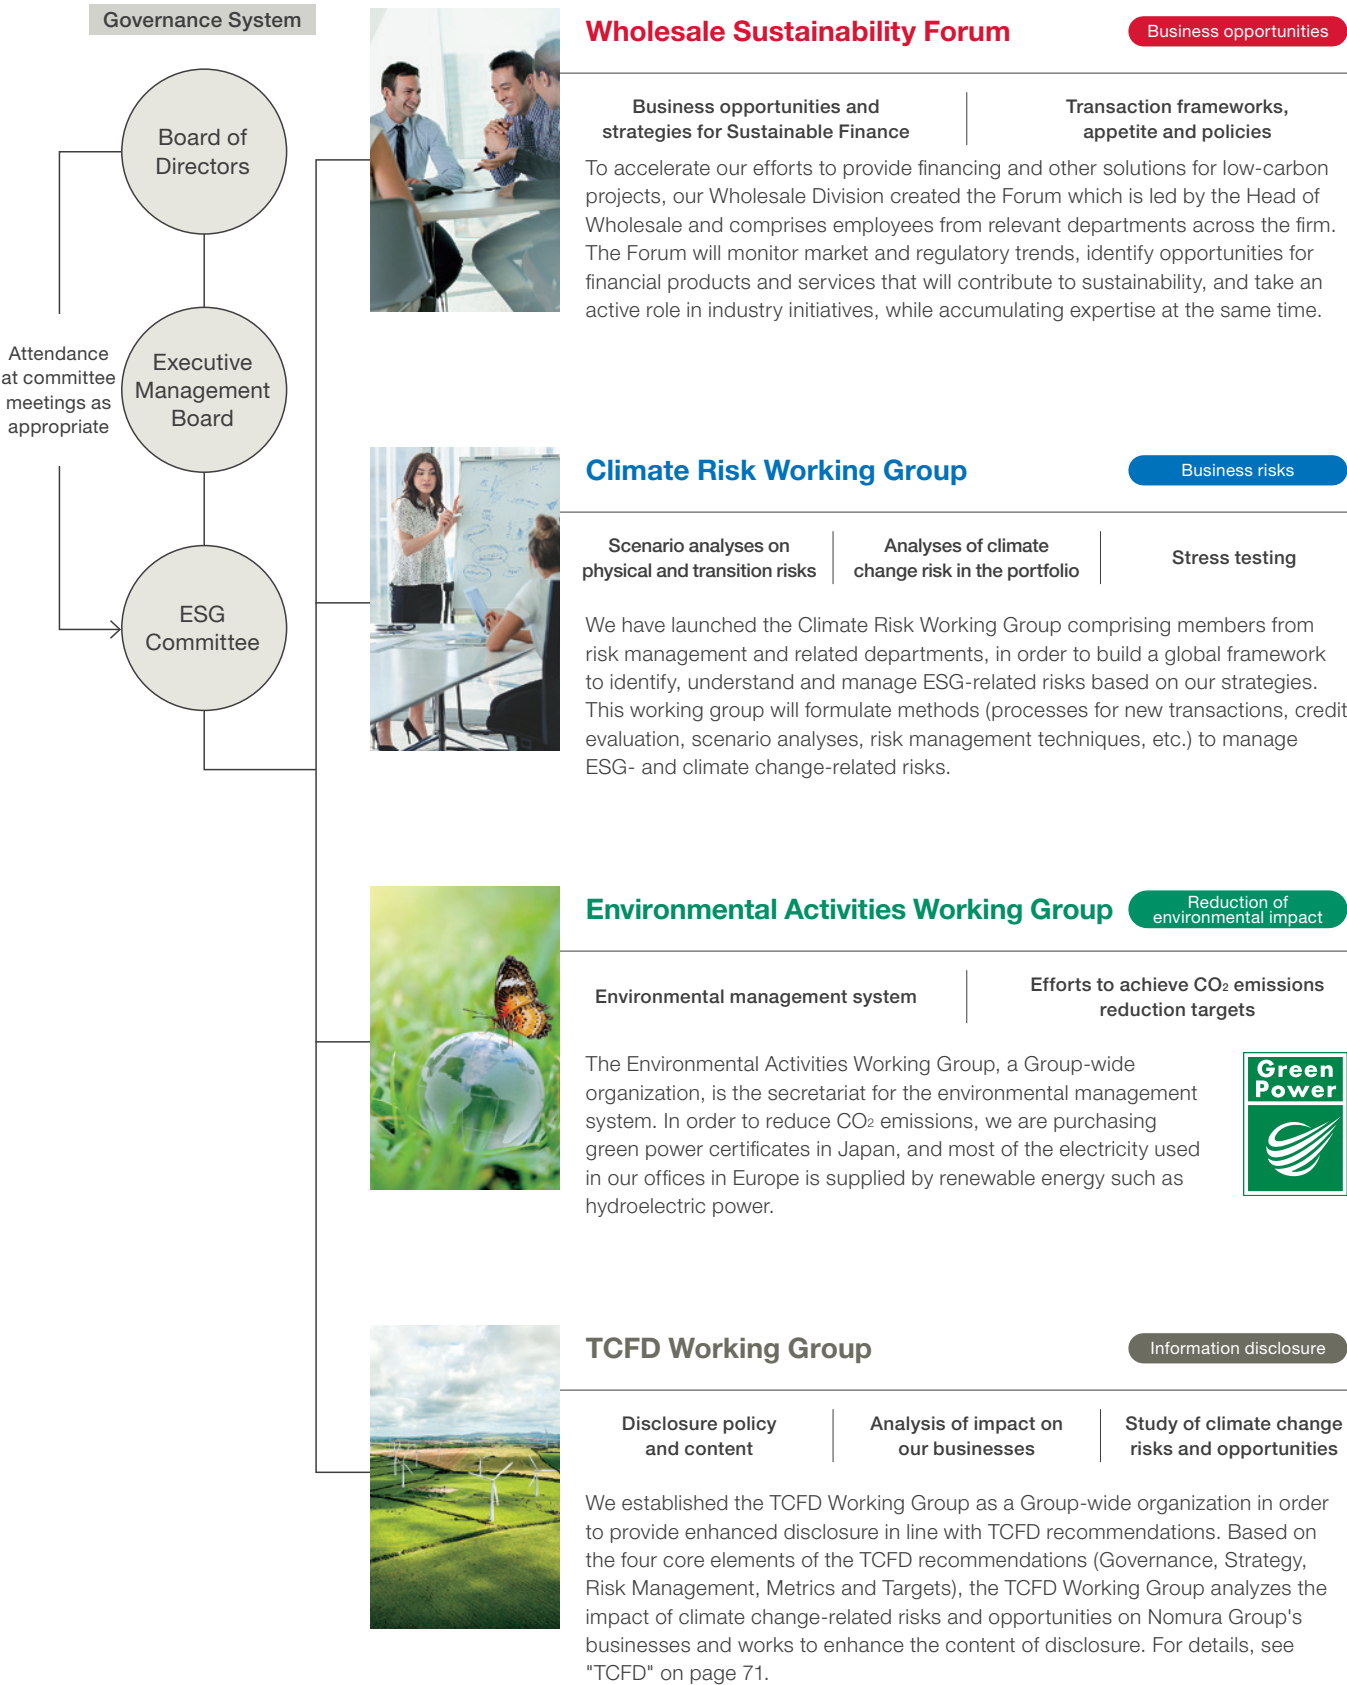 Governance System
Board of
Directors
Executive
Management
Board
Attendance
at committee
meetings as
appropriate
ESG
Committee
Wholesale Sustainability Forum
Business opportunities
Business opportunities and
strategies for Sustainable Finance
Transaction frameworks,
appetite and policies
To accelerate our efforts to provide financing and other solutions for low-carbon
projects, our Wholesale Division created the Forum which is led by the Head of
Wholesale and comprises employees from relevant departments across the firm.
The Forum will monitor market and regulatory trends, identify opportunities for
financial products and services that will contribute to sustainability, and take an
active role in industry initiatives, while accumulating expertise at the same time.
Climate Risk Working Group
Business risks
Scenario analyses on
physical and transition risks
Analyses of climate
change risk in the portfolio
Stress testing
We have launched the Climate Risk Working Group comprising members from
risk management and related departments, in order to build a global framework
to identify, understand and manage ESG-related risks based on our strategies.
This working group will formulate methods (processes for new transactions, credit
evaluation, scenario analyses, risk management techniques, etc.) to manage
ESG- and climate change-related risks.
Environmental Activities Working Group
Reduction of
environmental impact
Environmental management system
Efforts to achieve CO₂ emissions
reduction targets
The Environmental Activities Working Group, a Group-wide
organization, is the secretariat for the environmental management
system. In order to reduce CO₂ emissions, we are purchasing
green power certificates in Japan, and most of the electricity used
in our offices in Europe is supplied by renewable energy such as
hydroelectric power.
Green
Power
TCFD Working Group
Information disclosure
Disclosure policy
and content
Analysis of impact on
our businesses
Study of climate change
risks and opportunities
We established the TCFD Working Group as a Group-wide organization in order
to provide enhanced disclosure in line with TCFD recommendations. Based on
the four core elements of the TCFD recommendations (Governance, Strategy,
Risk Management, Metrics and Targets), the TCFD Working Group analyzes the
impact of climate change-related risks and opportunities on Nomura Group's
businesses and works to enhance the content of disclosure. For details, see
"TCFD" on page 71.